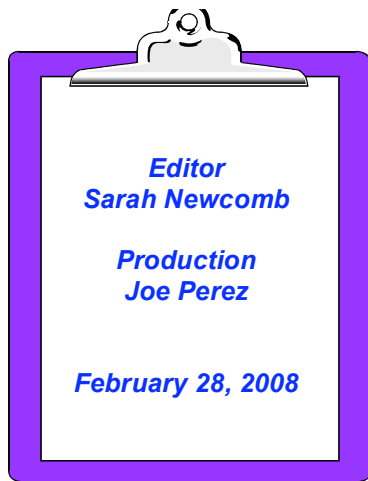 Editor
Sarah Newcomb
Production
Joe Perez
February 28, 2008